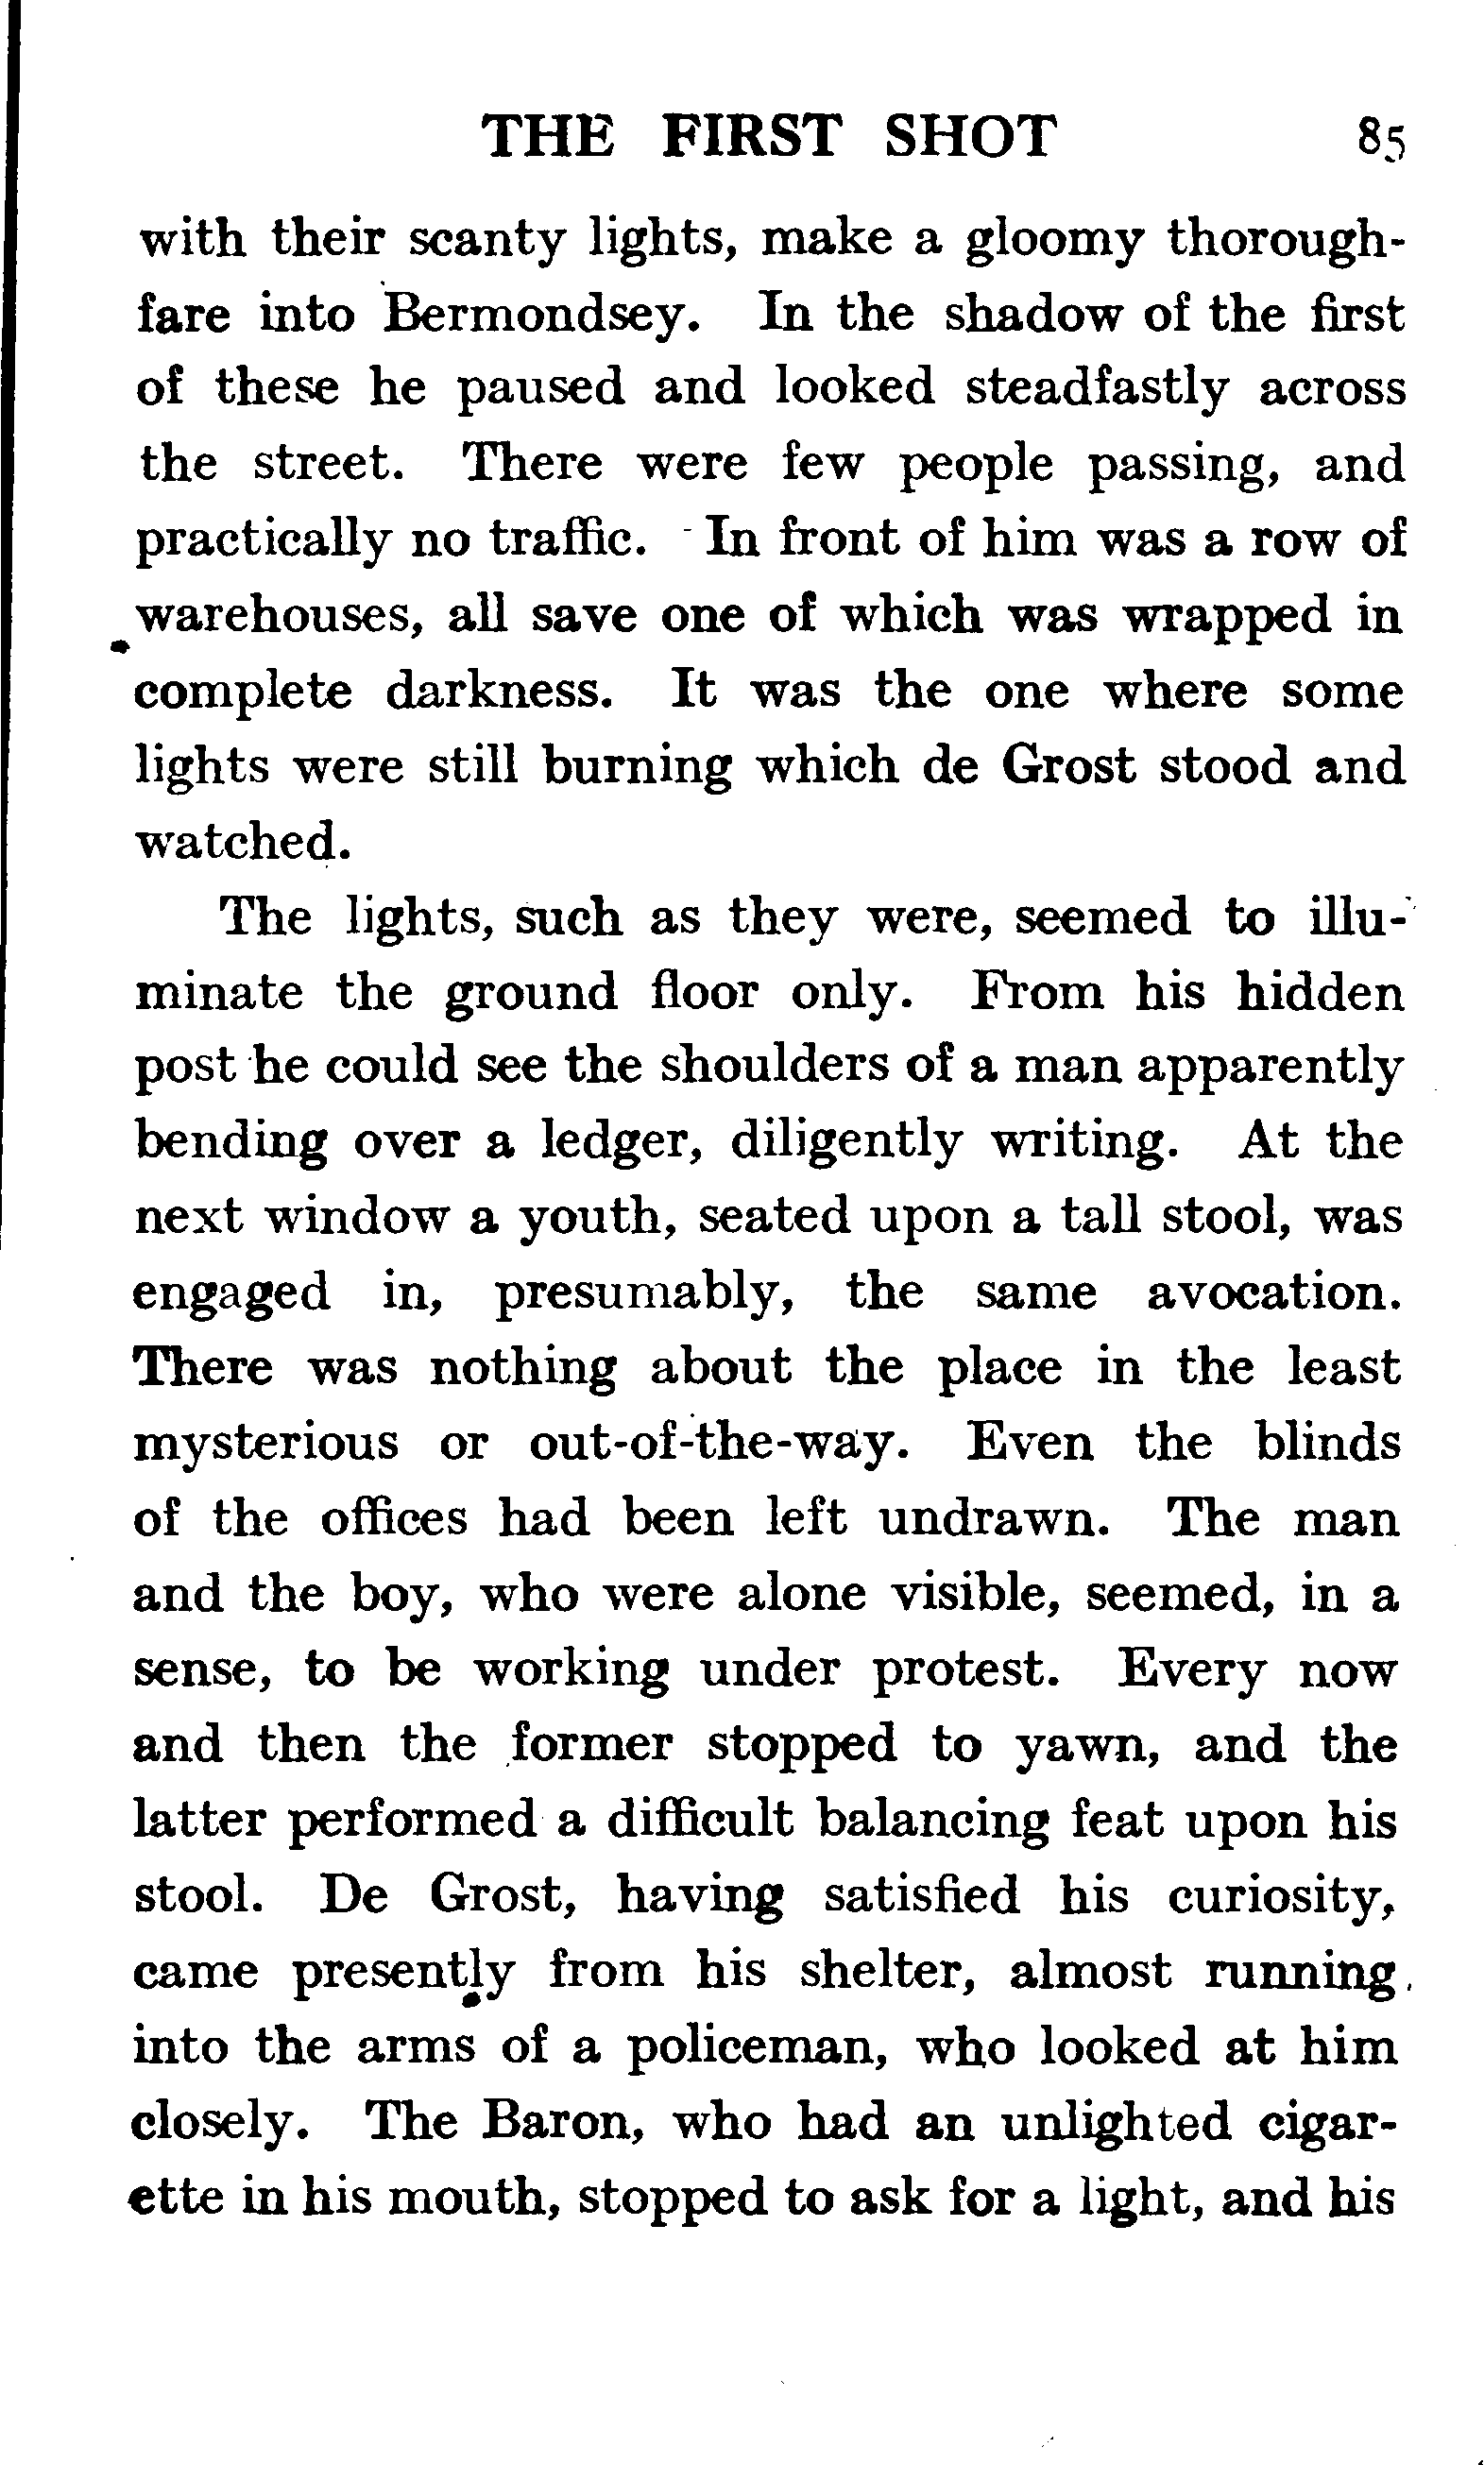 THE FIRST SHOT 85
with their scanty lights, make a gloomy thorough-
fare into Bermondsey. In the shadow of the first
of these he paused and looked steadfastly across
the street. There were few people passing, and
practically no traffic. In front of him was a row of
warehouses, all save one of which was wrapped in
complete darkness. It was the one where some
lights were still burning which de Grost stood and
watched.
The lights, such as they were, seemed to illu-
minate the ground floor only. From his hidden
post he could see the shoulders of a man apparently
bending over a ledger, diligently writing. At the
next window a youth, seated upon a tall stool, was
engaged in, presumably, the same avocation.
There was nothing about the place in the least
mysterious or out-of-the-way. Even the blinds
of the offices had been left undrawn. The man
and the boy, who were alone visible, seemed, in a
sense, to be working under protest. Every now
and then the former stopped to yawn, and the
latter performed a difficult balancing feat upon his
stool. De Grost, having satisfied his curiosity,
came presently from his shelter, almost running
into the arms of a policeman, who looked at him
closely. The Baron, who had an unlighted cigar-
ette in his mouth, stopped to ask for a light, and his